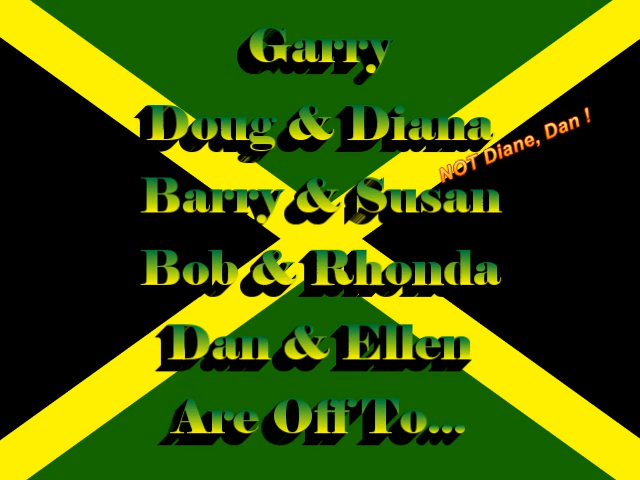 Garry
Doug & Diana
NOT Diane, Dan !
Barry & Susan
Bob & Rhonda
Dan & Ellen
Are Off To...